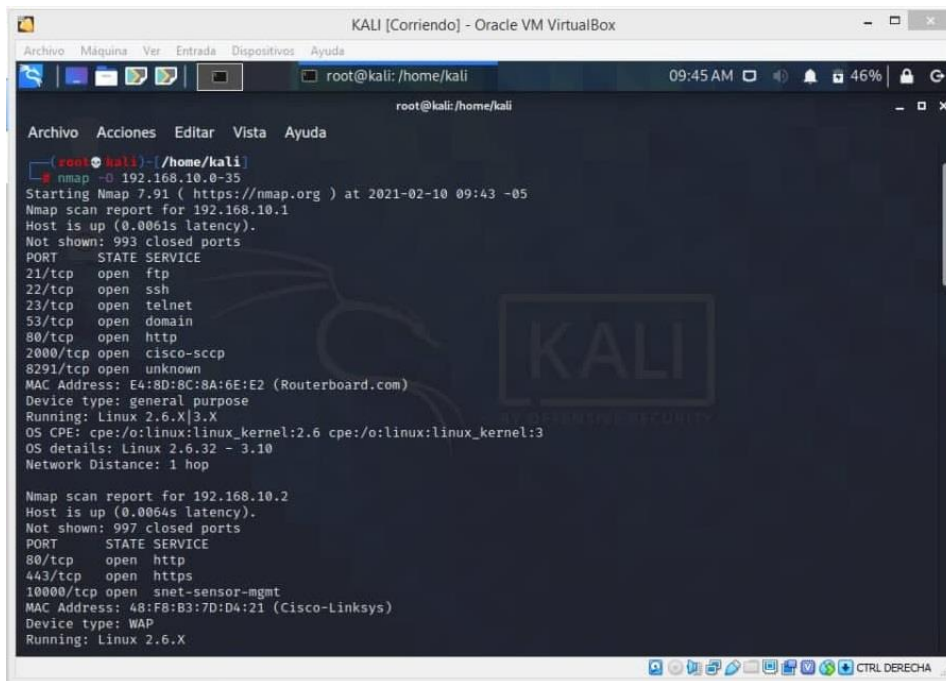 KALI [Corriendo] - Oracle VM VirtualBox
Archivo Máquina Ver Entrada Dispositivos Ayuda
root@kali: /home/kali 09:45 AM 46%
root@kali: /home/kali
Archivo Acciones Editar Vista Ayuda
(root💀kali)-[/home/kali]
# nmap -O 192.168.10.0-35
Starting Nmap 7.91 ( https://nmap.org ) at 2021-02-10 09:43 -05
Nmap scan report for 192.168.10.1
Host is up (0.0061s latency).
Not shown: 993 closed ports
PORT STATE SERVICE
21/tcp open ftp
22/tcp open ssh
23/tcp open telnet
53/tcp open domain
80/tcp open http
2000/tcp open cisco-sccp
8291/tcp open unknown
MAC Address: E4:8D:8C:8A:6E:E2 (Routerboard.com)
Device type: general purpose
Running: Linux 2.6.X|3.X
OS CPE: cpe:/o:linux:linux_kernel:2.6 cpe:/o:linux:linux_kernel:3
OS details: Linux 2.6.32 - 3.10
Network Distance: 1 hop
Nmap scan report for 192.168.10.2
Host is up (0.0064s latency).
Not shown: 997 closed ports
PORT STATE SERVICE
80/tcp open http
443/tcp open https
10000/tcp open snet-sensor-mgmt
MAC Address: 48:F8:B3:7D:D4:21 (Cisco-Linksys)
Device type: WAP
Running: Linux 2.6.X
KALI
BY OFFENSIVE SECURITY
CTRL DERECHA